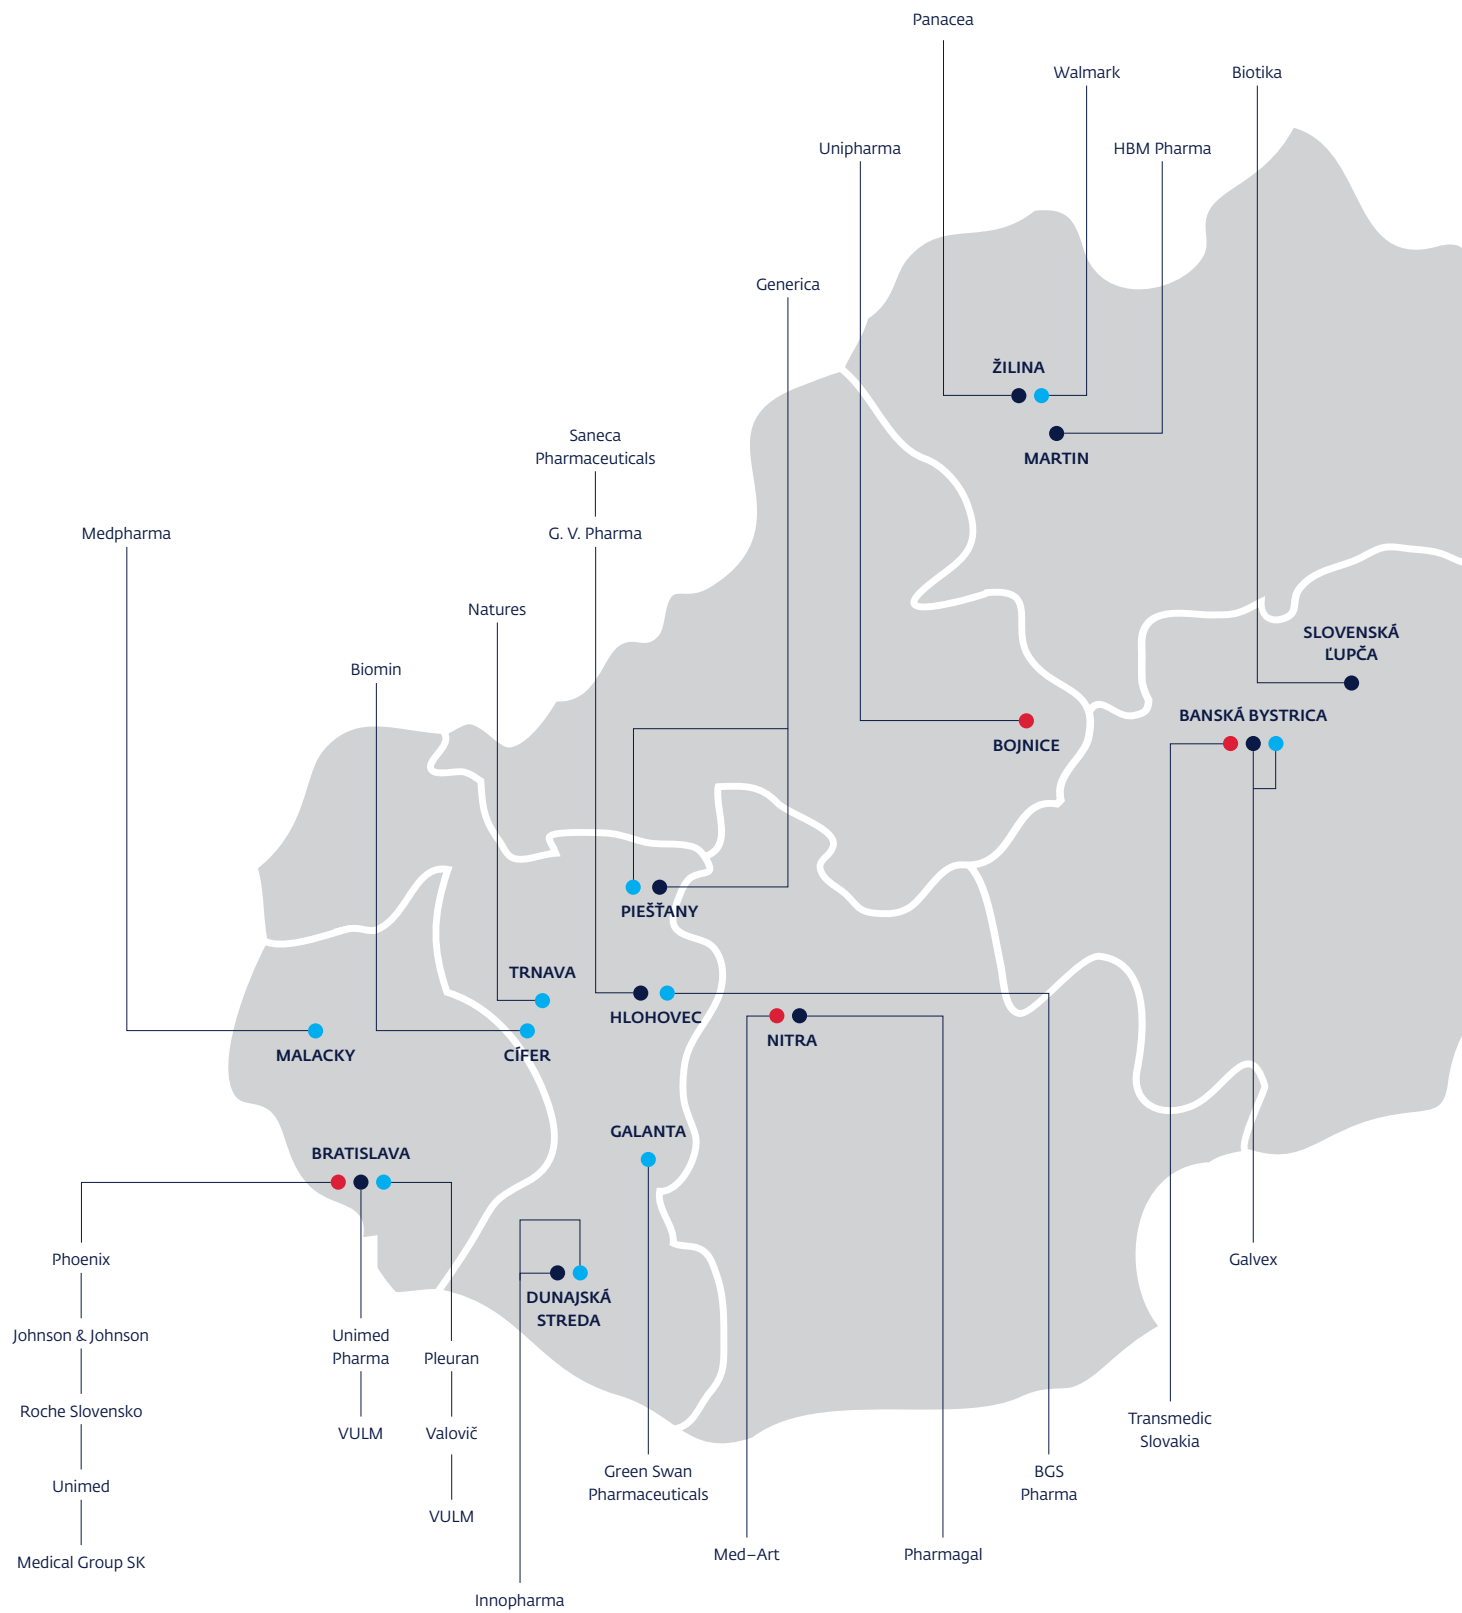 Panacea
Walmark
Biotika
Unipharma
HBM Pharma
Generica
ŽILINA
Saneca
Pharmaceuticals
MARTIN
Medpharma
G. V. Pharma
Natures
SLOVENSKÁ
ĽUPČA
Biomin
BANSKÁ BYSTRICA
BOJNICE
PIEŠŤANY
TRNAVA
HLOHOVEC
NITRA
MALACKY
CÍFER
GALANTA
BRATISLAVA
Phoenix
Galvex
DUNAJSKÁ
STREDA
Johnson & Johnson
Unimed
Pharma
Pleuran
Roche Slovensko
Transmedic
Slovakia
VULM
Valovič
Green Swan
Pharmaceuticals
BGS
Pharma
Unimed
VULM
Med–Art
Pharmagal
Medical Group SK
Innopharma